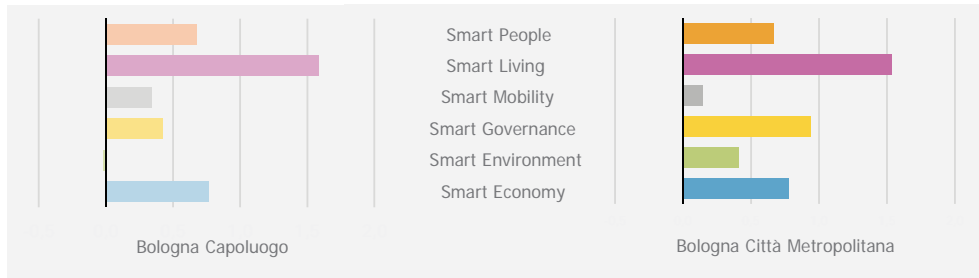 Smart People
Smart Living
Smart Mobility
Smart Governance
Smart Environment
Smart Economy
Bologna Capoluogo
Bologna Città Metropolitana